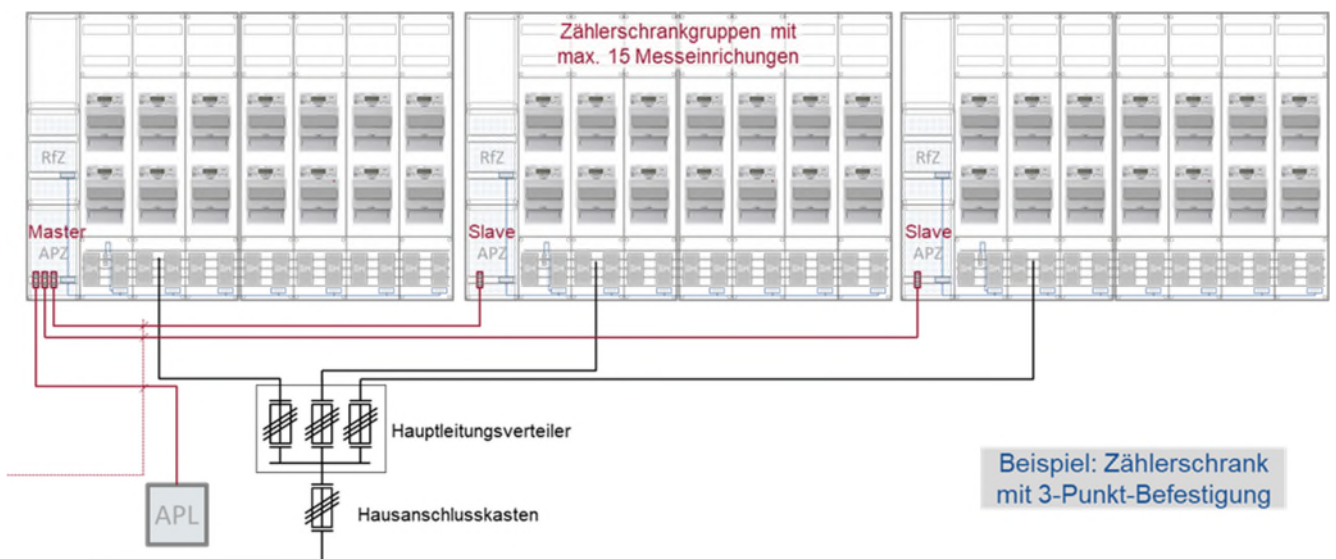 Zählerschrankgruppen mit
max. 15 Messeinrichungen
RfZ
RfZ
RfZ
Master
Slave
Slave
APZ
APZ
APZ
Hauptleitungsverteiler
Beispiel: Zählerschrank
mit 3-Punkt-Befestigung
APL
Hausanschlusskasten